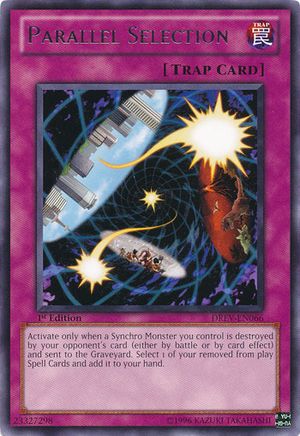 PARALLEL SELECTION
TRAP
罠
[TRAP CARD]
1st Edition
DREV-EN066
Activate only when a Synchro Monster you control is destroyed
by your opponent's card (either by battle or by card effect)
and sent to the Graveyard. Select 1 of your removed from play
Spell Cards and add it to your hand.
23327298
©1996 KAZUKI TAKAHASHI